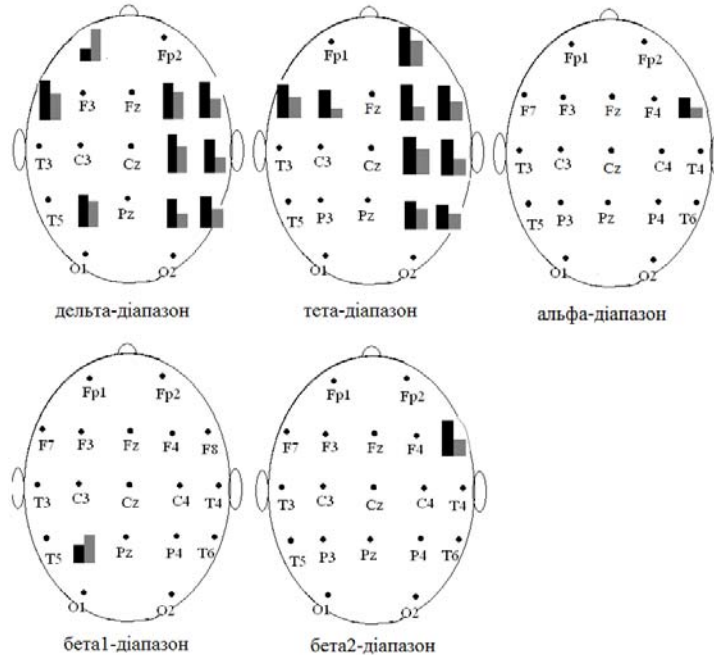 Fp2
F3 Fz
T3 C3 Cz
T5 Pz
O1 O2
дельта-діапазон
Fp1
Fz
T3 C3 Cz
T5 P3 Pz
O1 O2
тета-діапазон
Fp1 Fp2
F7 F3 Fz F4
T3 C3 Cz C4 T4
T5 P3 Pz P4 T6
O1 O2
альфа-діапазон
Fp1 Fp2
F7 F3 Fz F4 F8
T3 C3 Cz C4 T4
T5 Pz P4 T6
O1 O2
бета1-діапазон
Fp1 Fp2
F7 F3 Fz F4
T3 C3 Cz C4 T4
T5 P3 Pz P4 T6
O1 O2
бета2-діапазон